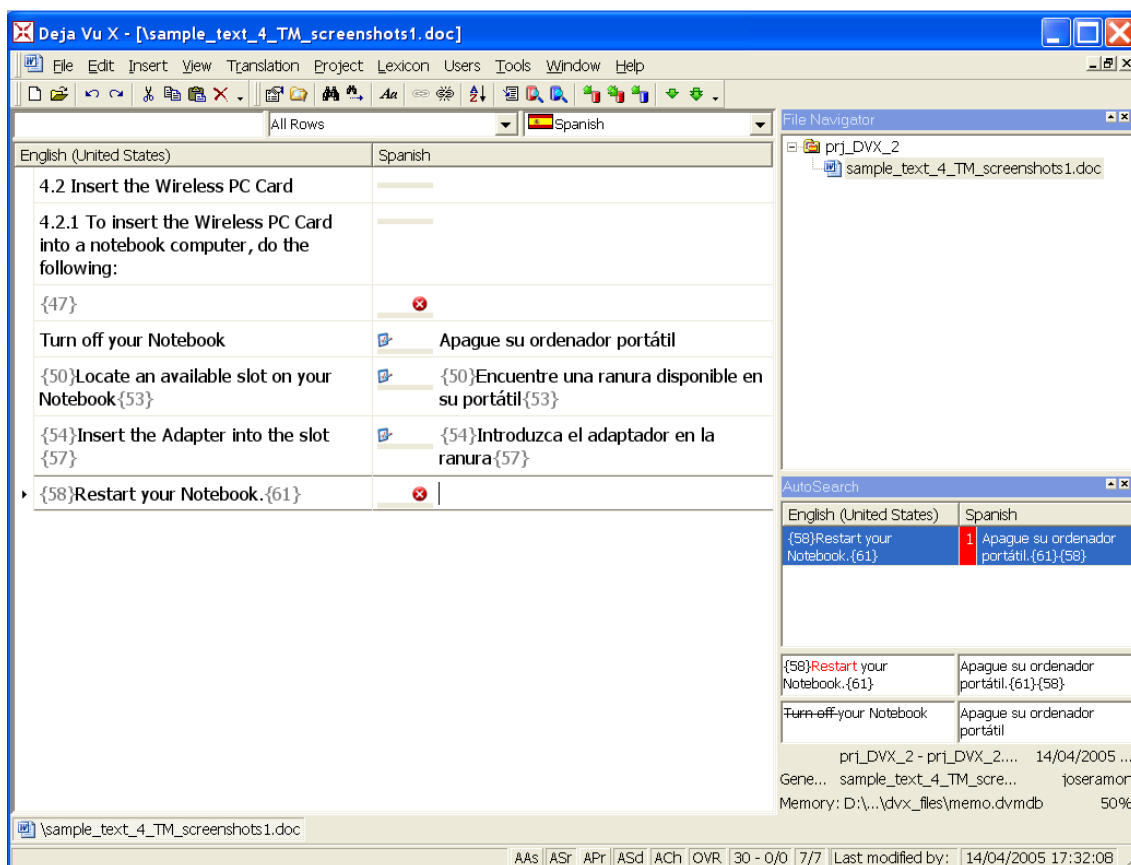 Deja Vu X - [\sample_text_4_TM_screenshots1.doc]
File Edit Insert View Translation Project Lexicon Users Tools Window Help
All Rows
Spanish
English (United States)
Spanish
4.2 Insert the Wireless PC Card
4.2.1 To insert the Wireless PC Card
into a notebook computer, do the
following:
{47}
Turn off your Notebook
Apague su ordenador portátil
{50}Locate an available slot on your
Notebook{53}
{50}Encuentre una ranura disponible en
su portátil{53}
{54}Insert the Adapter into the slot
{57}
{54}Introduzca el adaptador en la
ranura{57}
{58}Restart your Notebook.{61}
File Navigator
prj_DVX_2
sample_text_4_TM_screenshots1.doc
AutoSearch
English (United States)
Spanish
{58}Restart your
Notebook.{61}
1
Apague su ordenador
portátil.{61}{58}
{58}Restart your
Notebook.{61}
Apague su ordenador
portátil.{61}{58}
Turn off your Notebook
Apague su ordenador
portátil
prj_DVX_2 - prj_DVX_2.... 14/04/2005 ...
Gene... sample_text_4_TM_scre... joseramon
Memory: D:\...\dvx_files\memo.dvmdb 50%
\sample_text_4_TM_screenshots1.doc
AAs ASr APr ASd ACh OVR 30 - 0/0 7/7 Last modified by: 14/04/2005 17:32:08